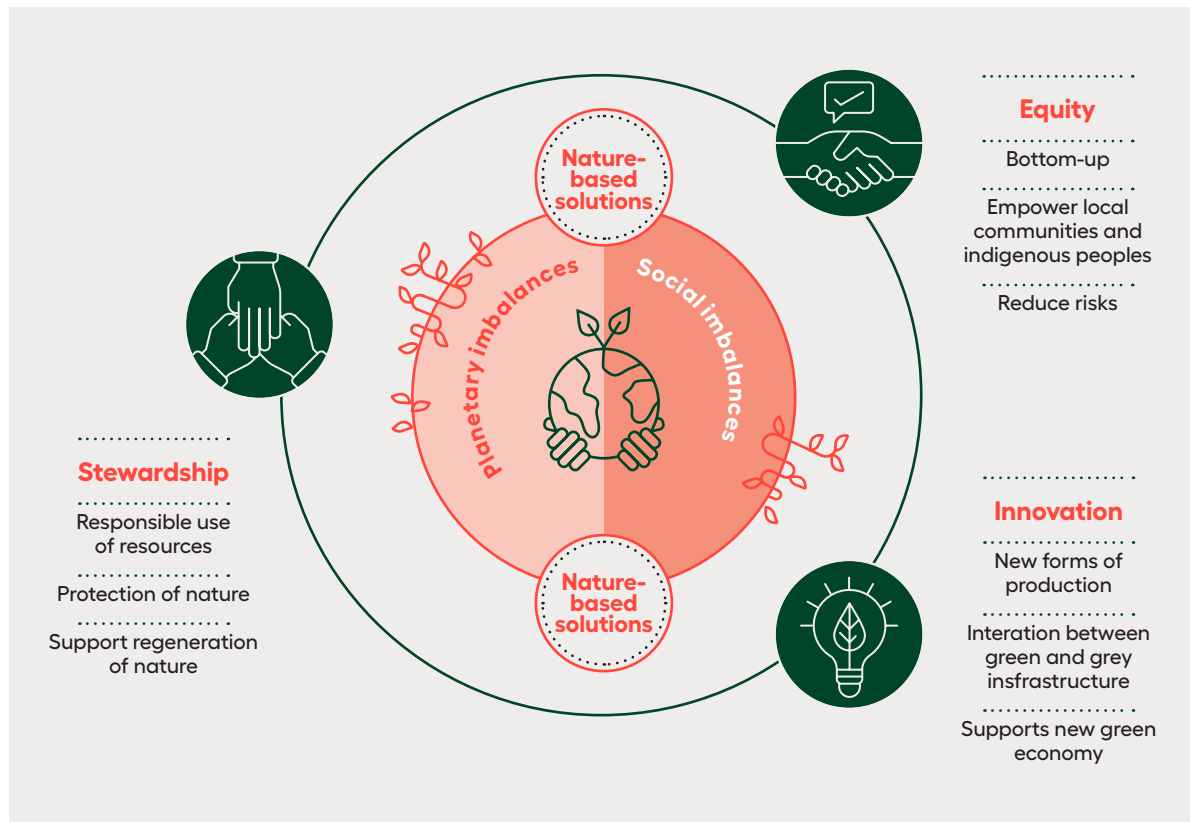 Nature-
based
solutions
Planetary imbalances
Social imbalances
Nature-
based
solutions
Equity
Bottom-up
Empower local
communities and
indigenous peoples
Reduce risks
Stewardship
Responsible use
of resources
Protection of nature
Support regeneration
of nature
Innovation
New forms of
production
Interation between
green and grey
insfrastructure
Supports new green
economy